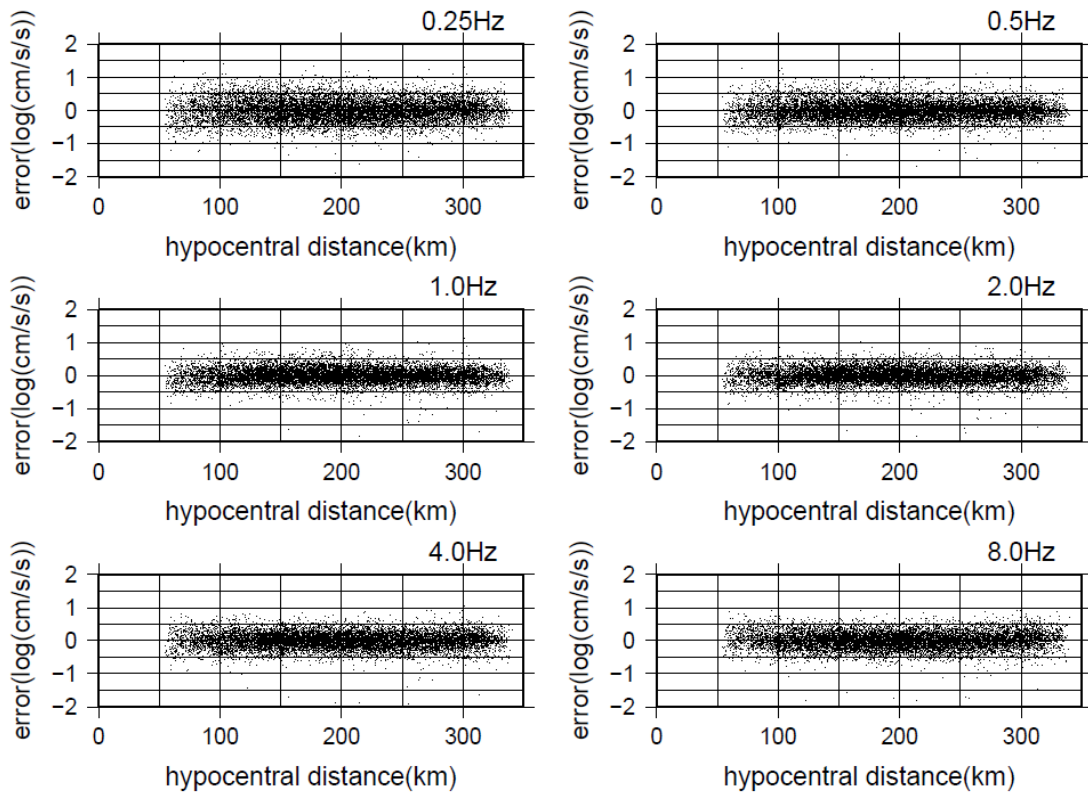 0.25Hz
error(log(cm/s/s))
2
1
0
−1
−2
0 100 200 300
hypocentral distance(km)
0.5Hz
error(log(cm/s/s))
2
1
0
−1
−2
0 100 200 300
hypocentral distance(km)
1.0Hz
error(log(cm/s/s))
2
1
0
−1
−2
0 100 200 300
hypocentral distance(km)
2.0Hz
error(log(cm/s/s))
2
1
0
−1
−2
0 100 200 300
hypocentral distance(km)
4.0Hz
error(log(cm/s/s))
2
1
0
−1
−2
0 100 200 300
hypocentral distance(km)
8.0Hz
error(log(cm/s/s))
2
1
0
−1
−2
0 100 200 300
hypocentral distance(km)